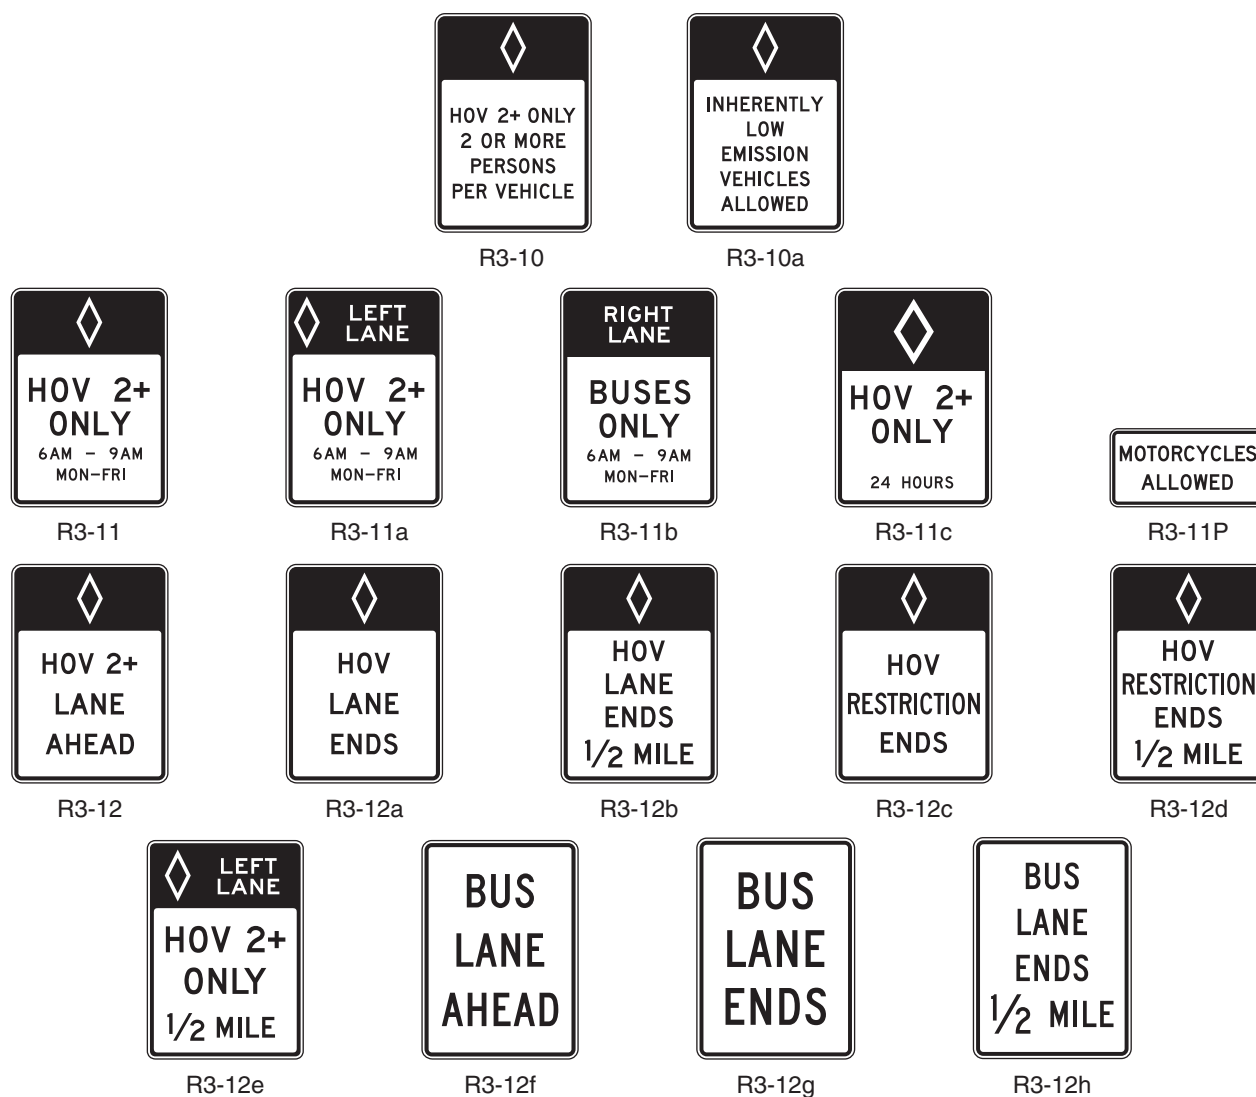 HOV 2+ ONLY
2 OR MORE
PERSONS
PER VEHICLE
R3-10
INHERENTLY
LOW
EMISSION
VEHICLES
ALLOWED
R3-10a
HOV 2+
ONLY
6AM – 9AM
MON–FRI
R3-11
LEFT
LANE
HOV 2+
ONLY
6AM – 9AM
MON–FRI
R3-11a
RIGHT
LANE
BUSES
ONLY
6AM – 9AM
MON–FRI
R3-11b
HOV 2+
ONLY
24 HOURS
R3-11c
MOTORCYCLES
ALLOWED
R3-11P
HOV 2+
LANE
AHEAD
R3-12
HOV
LANE
ENDS
R3-12a
HOV
LANE
ENDS
1/2 MILE
R3-12b
HOV
RESTRICTION
ENDS
R3-12c
HOV
RESTRICTION
ENDS
1/2 MILE
R3-12d
LEFT
LANE
HOV 2+
ONLY
1/2 MILE
R3-12e
BUS
LANE
AHEAD
R3-12f
BUS
LANE
ENDS
R3-12g
BUS
LANE
ENDS
1/2 MILE
R3-12h